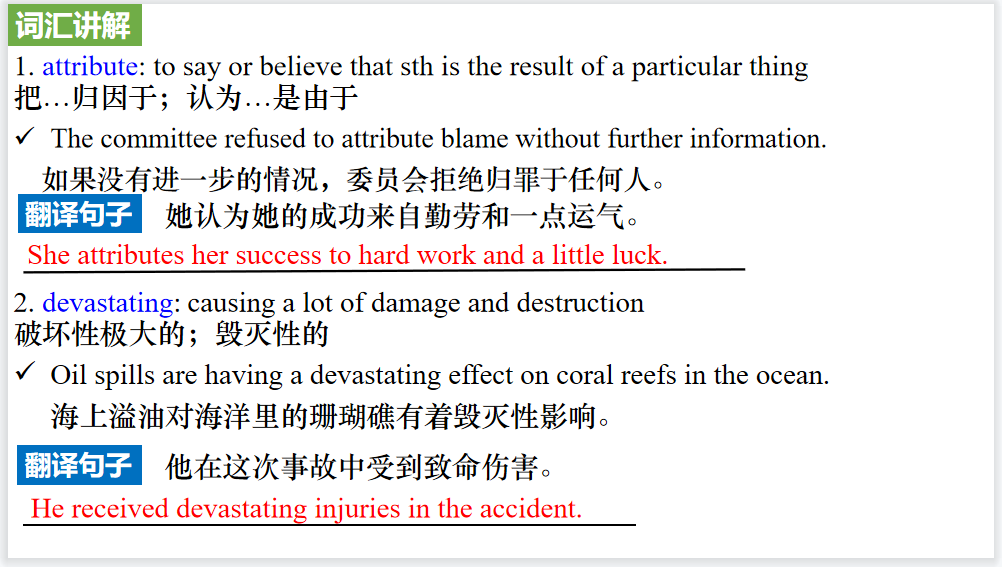 词汇讲解
1. attribute: to say or believe that sth is the result of a particular thing
把…归因于；认为…是由于
✓ The committee refused to attribute blame without further information.
如果没有进一步的情况，委员会拒绝归罪于任何人。
翻译句子 她认为她的成功来自勤劳和一点运气。
She attributes her success to hard work and a little luck.
2. devastating: causing a lot of damage and destruction
破坏性极大的；毁灭性的
✓ Oil spills are having a devastating effect on coral reefs in the ocean.
海上溢油对海洋里的珊瑚礁有着毁灭性影响。
翻译句子 他在这次事故中受到致命伤害。
He received devastating injuries in the accident.